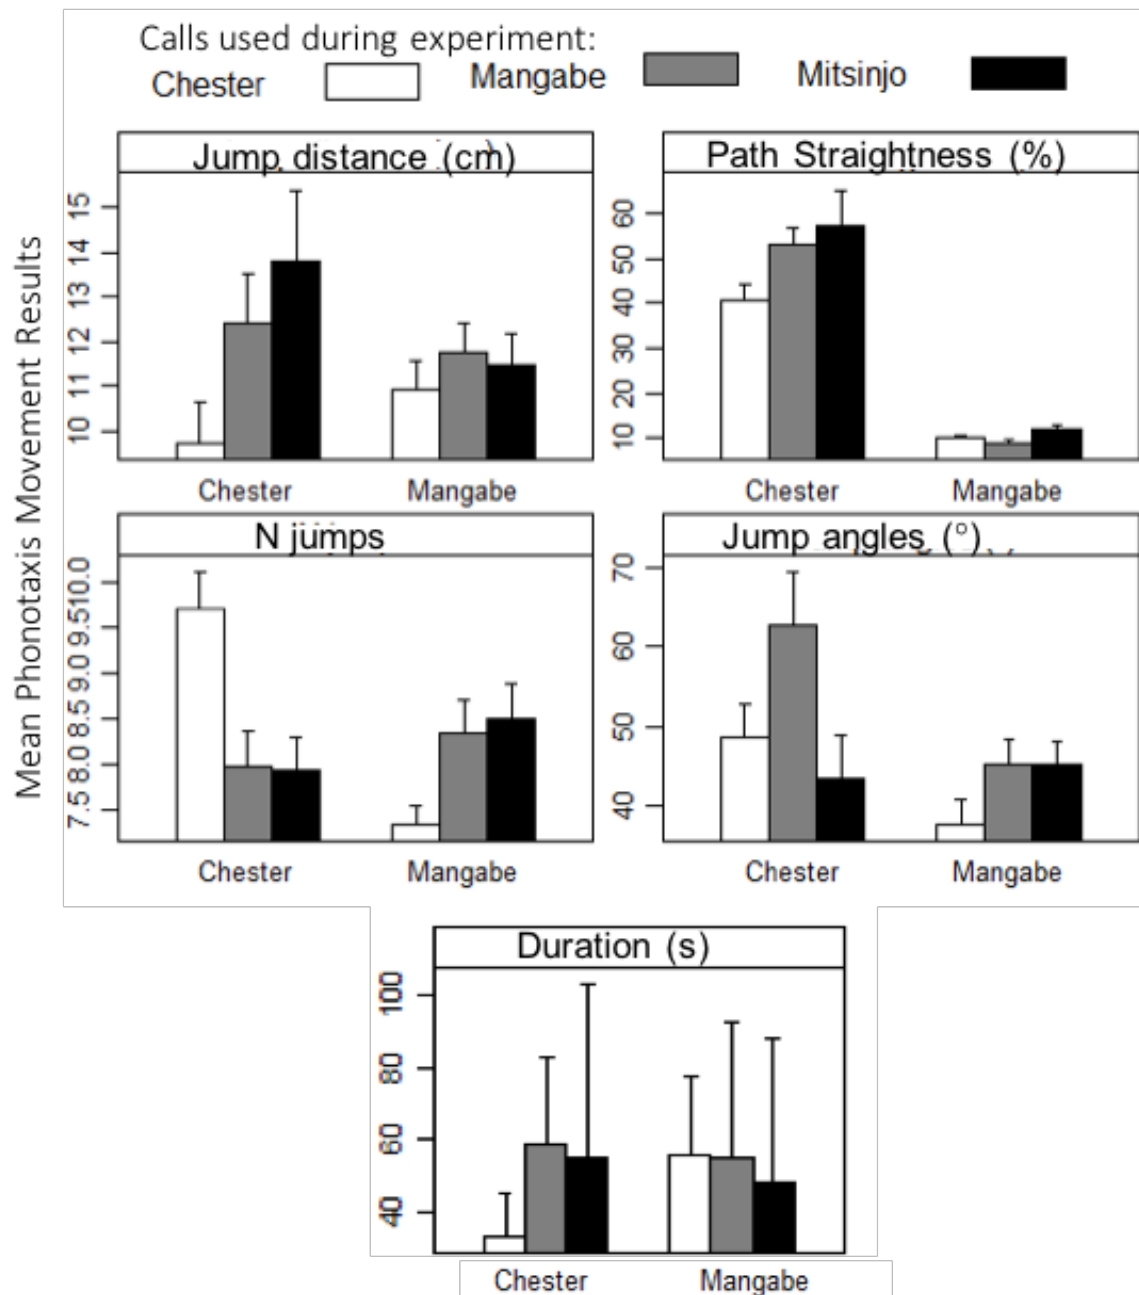 Calls used during experiment:
Chester Mangabe Mitsinjo
Mean Phonotaxis Movement Results
Jump distance (cm)
15
14
13
12
11
10
Chester Mangabe
Path Straightness (%)
60
50
40
30
20
10
Chester Mangabe
N jumps
10.0
9.5
9.0
8.5
8.0
7.5
Chester Mangabe
Jump angles (°)
70
60
50
40
Chester Mangabe
Duration (s)
100
80
60
40
Chester Mangabe